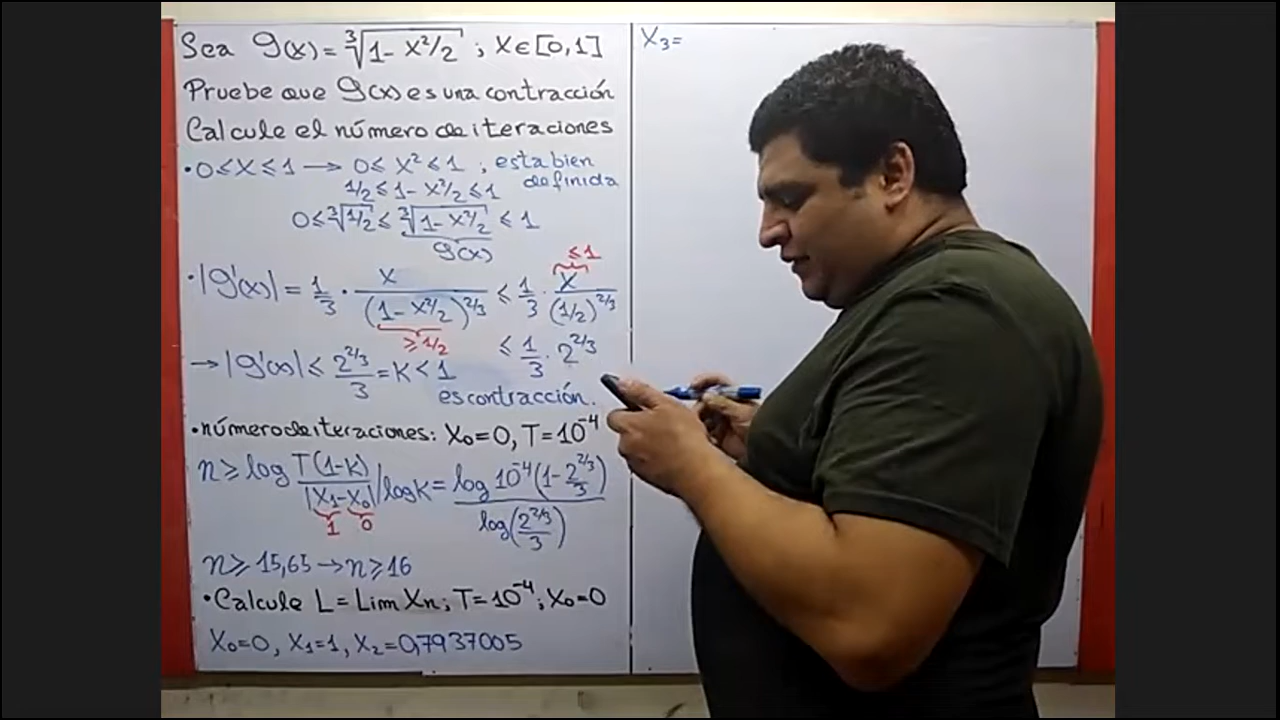 Sea g(x) = ∛(1 - x²/2) ; x ∈ [0,1]
Pruebe que g(x) es una contracción
Calcule el número de iteraciones
• 0 ≤ x ≤ 1 → 0 ≤ x² ≤ 1 , esta bien definida
1/2 ≤ 1 - x²/2 ≤ 1
0 ≤ ∛(1/2) ≤ ∛(1 - x²/2) ≤ 1
g(x)
≤ 1
• |g'(x)| = 1/3 · x/(1 - x²/2)^(2/3) ≤ 1/3 · x/(1/2)^(2/3)
≥ 1/2
≤ 1/3 · 2^(2/3)
→ |g'(x)| ≤ 2^(2/3)/3 = K < 1
es contracción.
• número de iteraciones: X₀ = 0, T = 10⁻⁴
n ≥ log T(1-K)/|X₁-X₀| / log K = log 10⁻⁴(1 - 2^(2/3)/3) / log(2^(2/3)/3)
1 0
n ≥ 15,65 → n ≥ 16
• Calcule L = Lim Xn ; T = 10⁻⁴ ; X₀ = 0
X₀ = 0 , X₁ = 1 , X₂ = 0,7937005
X₃ =